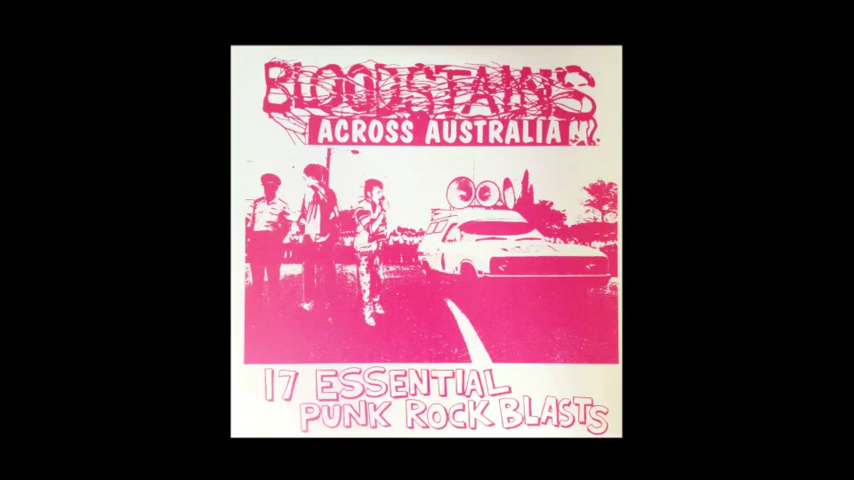 BLOODSTAINS
ACROSS AUSTRALIA
17 ESSENTIAL
PUNK ROCK BLASTS